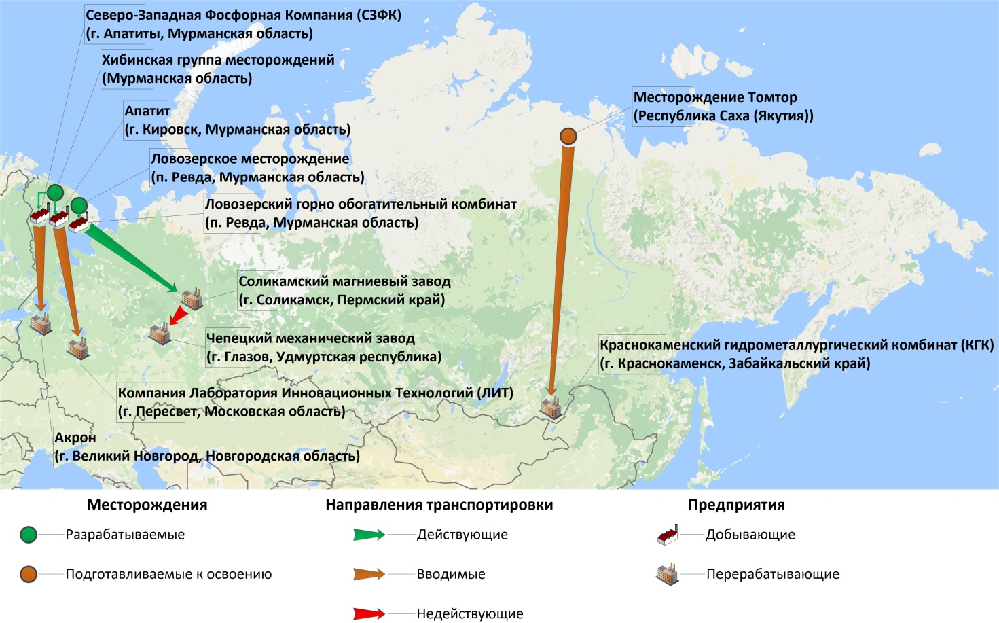 Северо-Западная Фосфорная Компания (СЗФК)
(г. Апатиты, Мурманская область)
Хибинская группа месторождений
(Мурманская область)
Апатит
(г. Кировск, Мурманская область)
Ловозерское месторождение
(п. Ревда, Мурманская область)
Ловозерский горно обогатительный комбинат
(п. Ревда, Мурманская область)
Месторождение Томтор
(Республика Саха (Якутия))
Соликамский магниевый завод
(г. Соликамск, Пермский край)
Чепецкий механический завод
(г. Глазов, Удмуртская республика)
Краснокаменский гидрометаллургический комбинат (КГК)
(г. Краснокаменск, Забайкальский край)
Компания Лаборатория Инновационных Технологий (ЛИТ)
(г. Пересвет, Московская область)
Акрон
(г. Великий Новгород, Новгородская область)
Месторождения
Разрабатываемые
Подготавливаемые к освоению
Направления транспортировки
Действующие
Вводимые
Недействующие
Предприятия
Добывающие
Перерабатывающие